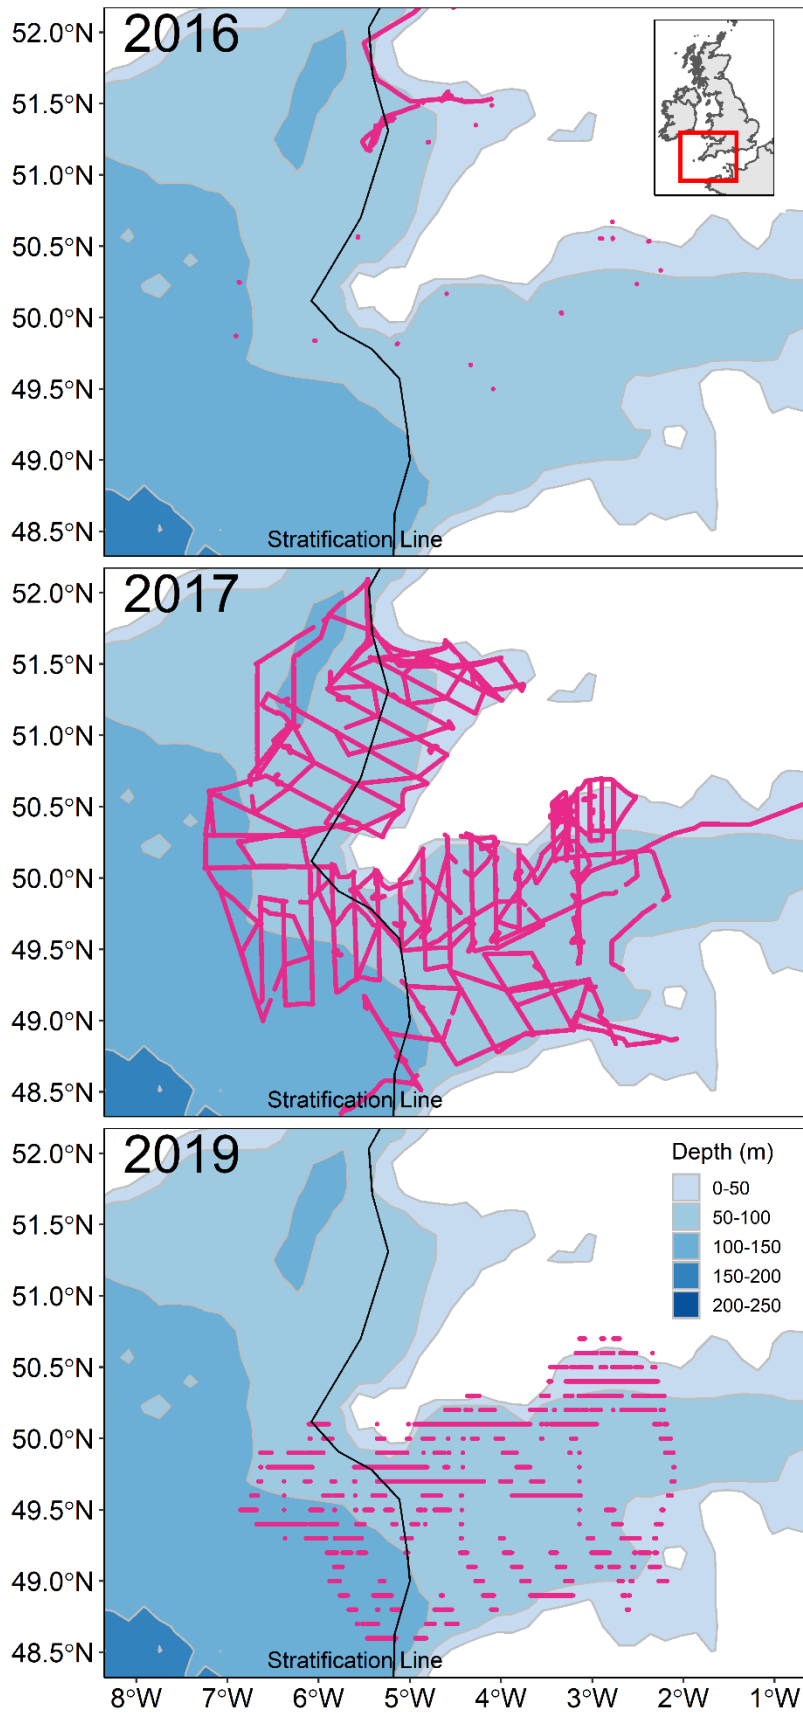 2016
52.0°N
51.5°N
51.0°N
50.5°N
50.0°N
49.5°N
49.0°N
48.5°N
Stratification Line
2017
52.0°N
51.5°N
51.0°N
50.5°N
50.0°N
49.5°N
49.0°N
48.5°N
Stratification Line
2019
Depth (m)
0-50
50-100
100-150
150-200
200-250
52.0°N
51.5°N
51.0°N
50.5°N
50.0°N
49.5°N
49.0°N
48.5°N
Stratification Line
8°W 7°W 6°W 5°W 4°W 3°W 2°W 1°W